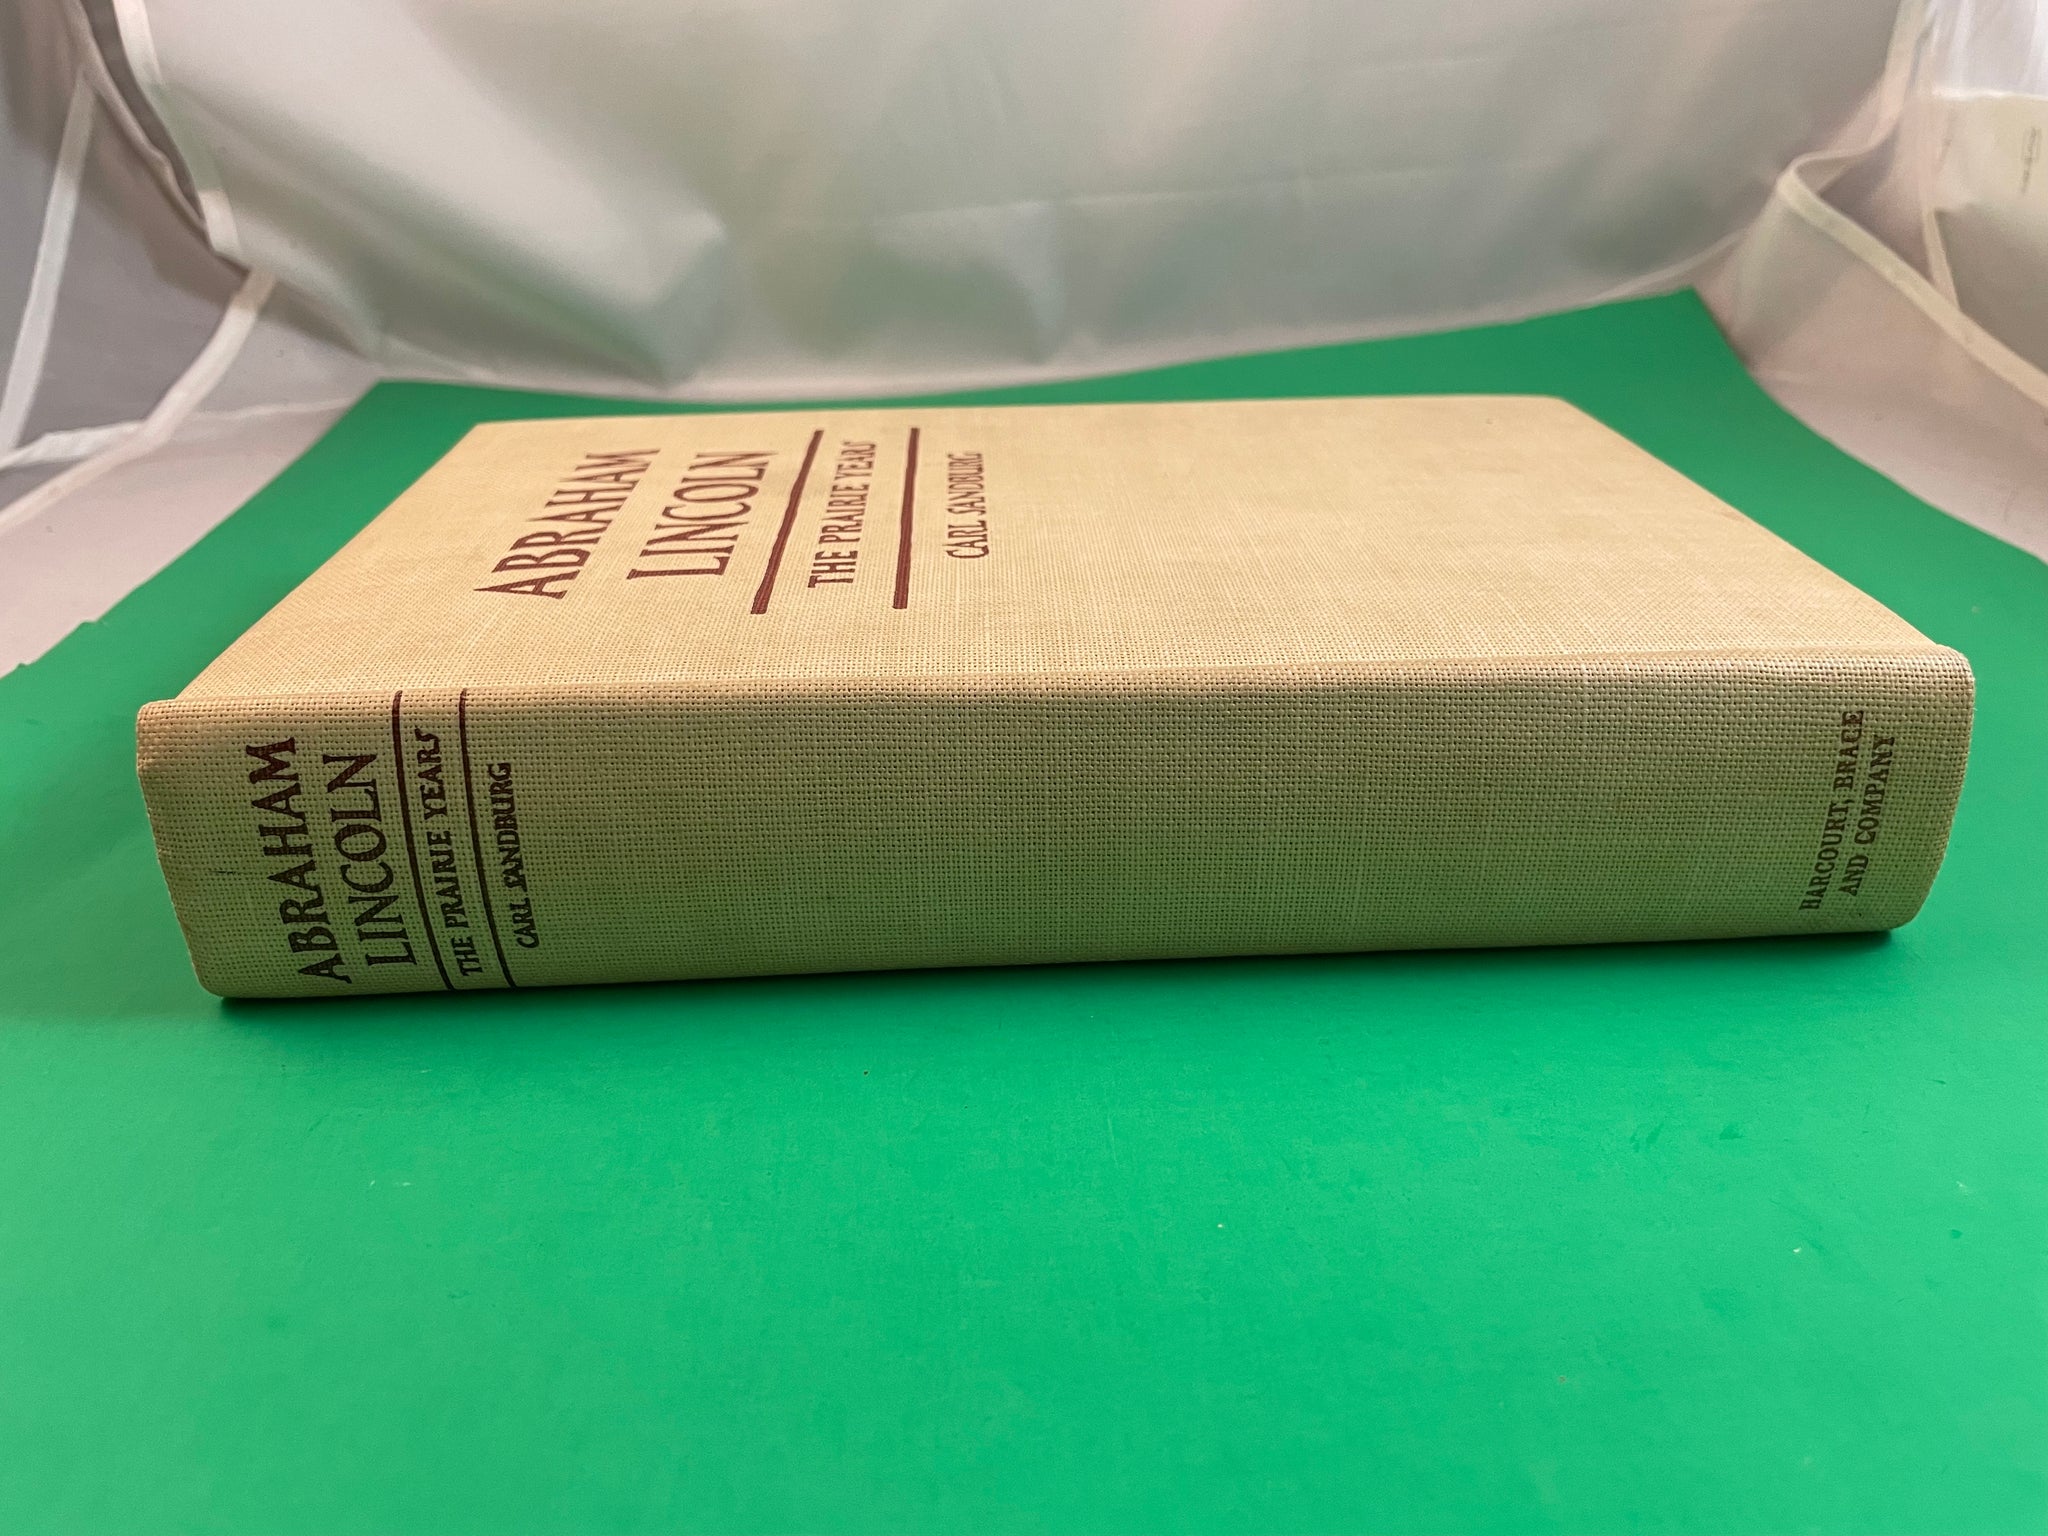 ABRAHAM
LINCOLN
THE PRAIRIE YEARS
CARL SANDBURG
ABRAHAM
LINCOLN
THE PRAIRIE YEARS
CARL SANDBURG
HARCOURT, BRACE
AND COMPANY